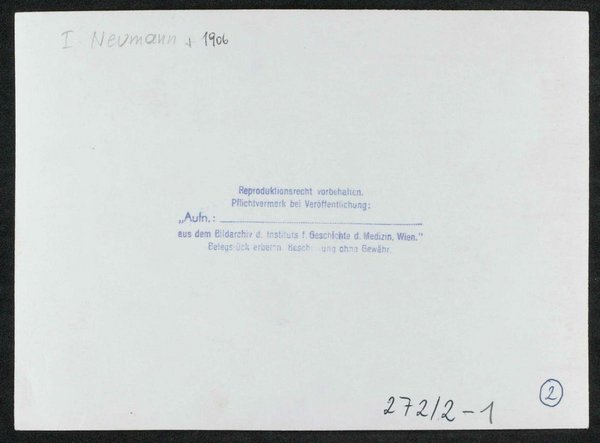 I. Neumann † 1906
Reproduktionsrecht vorbehalten.
Pflichtvermerk bei Veröffentlichung:
„Aufn.:
aus dem Bildarchiv d. Instituts f. Geschichte d. Medizin, Wien."
Belegstück erbeten. Beschreibung ohne Gewähr.
272/2-1
2